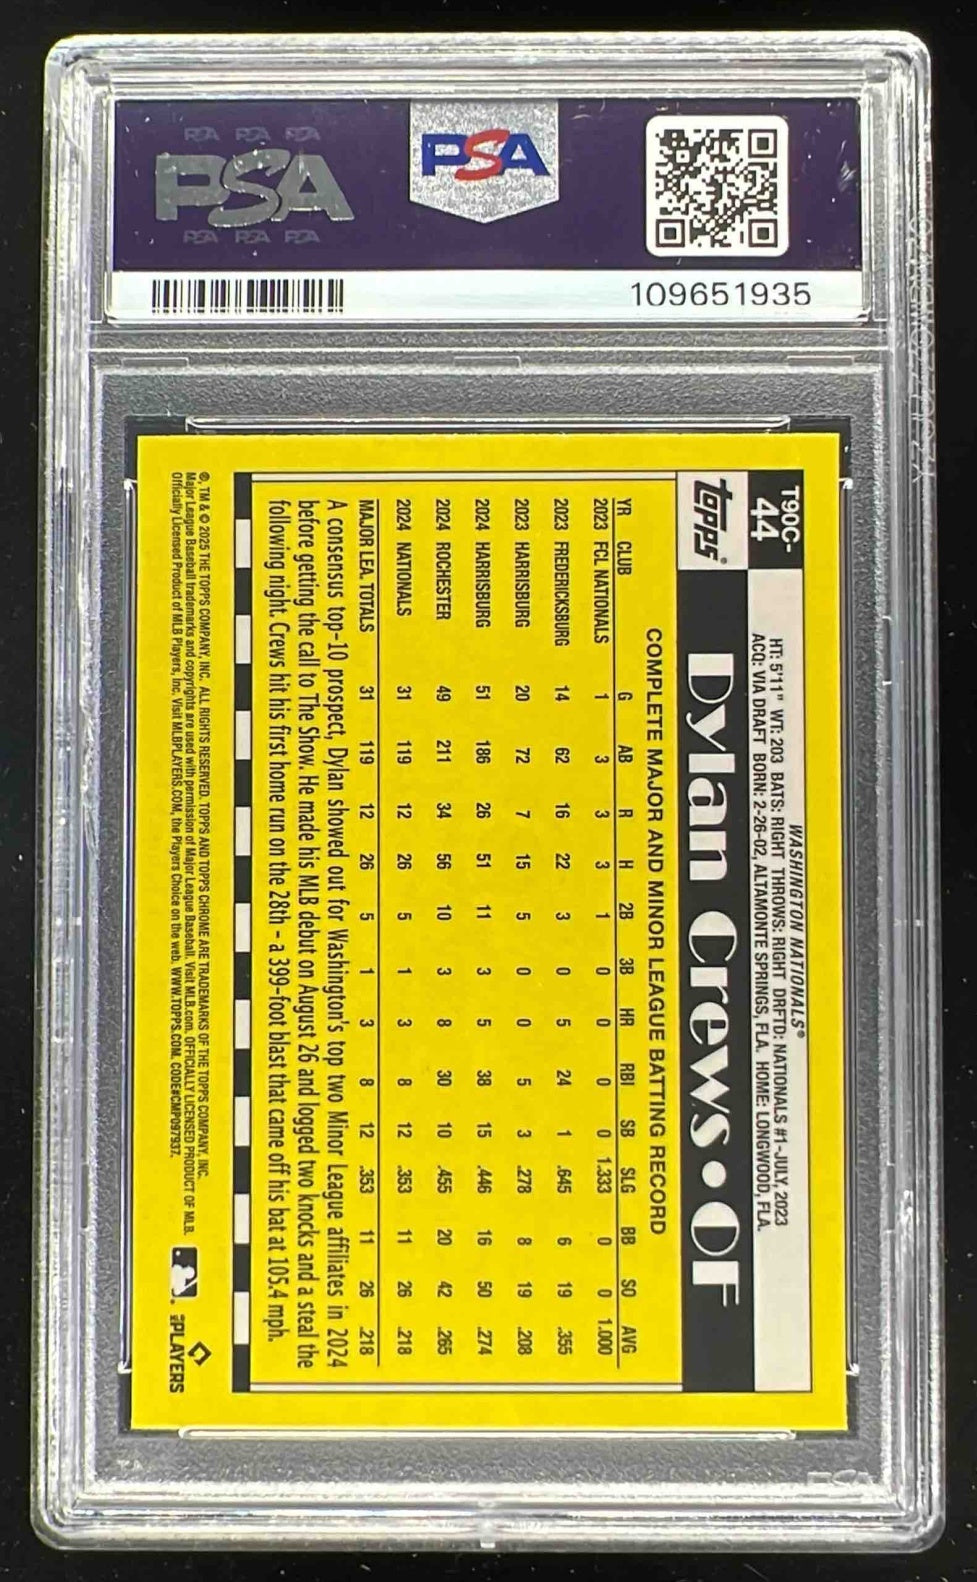 PSA PSA PSA
PSA
PSA PSA PSA
PSA
109651935
T90C-
44
topps®
WASHINGTON NATIONALS®
HT: 5'11" WT: 203 BATS: RIGHT THROWS: RIGHT DRFTD: NATIONALS #1-JULY, 2023
ACQ: VIA DRAFT BORN: 2-26-02, ALTAMONTE SPRINGS, FLA. HOME: LONGWOOD, FLA.
Dylan Crews • OF
COMPLETE MAJOR AND MINOR LEAGUE BATTING RECORD
YR CLUB G AB R H 2B 3B HR RBI SB SLG BB SO AVG
2023 FCL NATIONALS 1 3 3 3 1 0 0 0 0 1.333 0 0 1.000
2023 FREDERICKSBURG 14 62 16 22 3 0 5 24 1 .645 6 19 .355
2023 HARRISBURG 20 72 7 15 5 0 0 5 3 .278 8 19 .208
2024 HARRISBURG 51 186 26 51 11 3 5 38 15 .446 16 50 .274
2024 ROCHESTER 49 211 34 56 10 3 8 30 10 .455 20 42 .265
2024 NATIONALS 31 119 12 26 5 1 3 8 12 .353 11 26 .218
MAJOR LEA. TOTALS 31 119 12 26 5 1 3 8 12 .353 11 26 .218
A consensus top-10 prospect, Dylan showed out for Washington's top two Minor League affiliates in 2024
before getting the call to The Show. He made his MLB debut on August 26 and logged two knocks and a steal the
following night. Crews hit his first home run on the 28th – a 399-foot blast that came off his bat at 105.4 mph.
®, TM & © 2025 THE TOPPS COMPANY, INC. ALL RIGHTS RESERVED. TOPPS AND TOPPS CHROME ARE TRADEMARKS OF THE TOPPS COMPANY, INC.
Major League Baseball trademarks and copyrights are used with permission of Major League Baseball. Visit MLB.com. OFFICIALLY LICENSED PRODUCT OF MLB.
Officially Licensed Product of MLB Players, Inc. Visit MLBPLAYERS.COM, the Players Choice on the web. WWW.TOPPS.COM. CODE#CMP097937.
PLAYERS
PSA